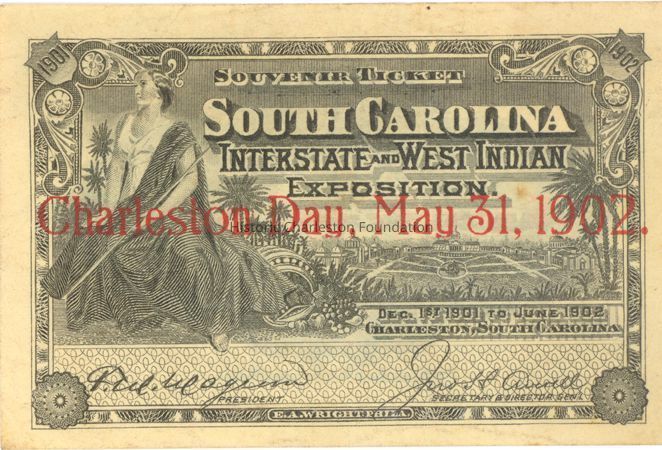 1901
1902
SOUVENIR TICKET
SOUTH CAROLINA
INTERSTATE AND WEST INDIAN
EXPOSITION.
Charleston Day, May 31, 1902.
Historic Charleston Foundation
DEC. 1ST 1901 TO JUNE 1902
CHARLESTON, SOUTH CAROLINA
PRESIDENT.
SECRETARY & DIRECTOR GENL.
E.A. WRIGHT PHILA.